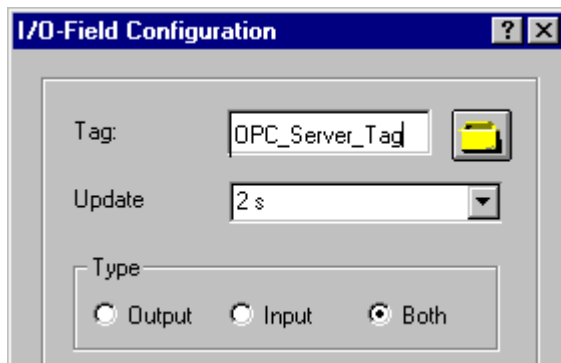 I/O-Field Configuration ? X
Tag: OPC_Server_Tag
Update 2 s
Type
Output Input Both